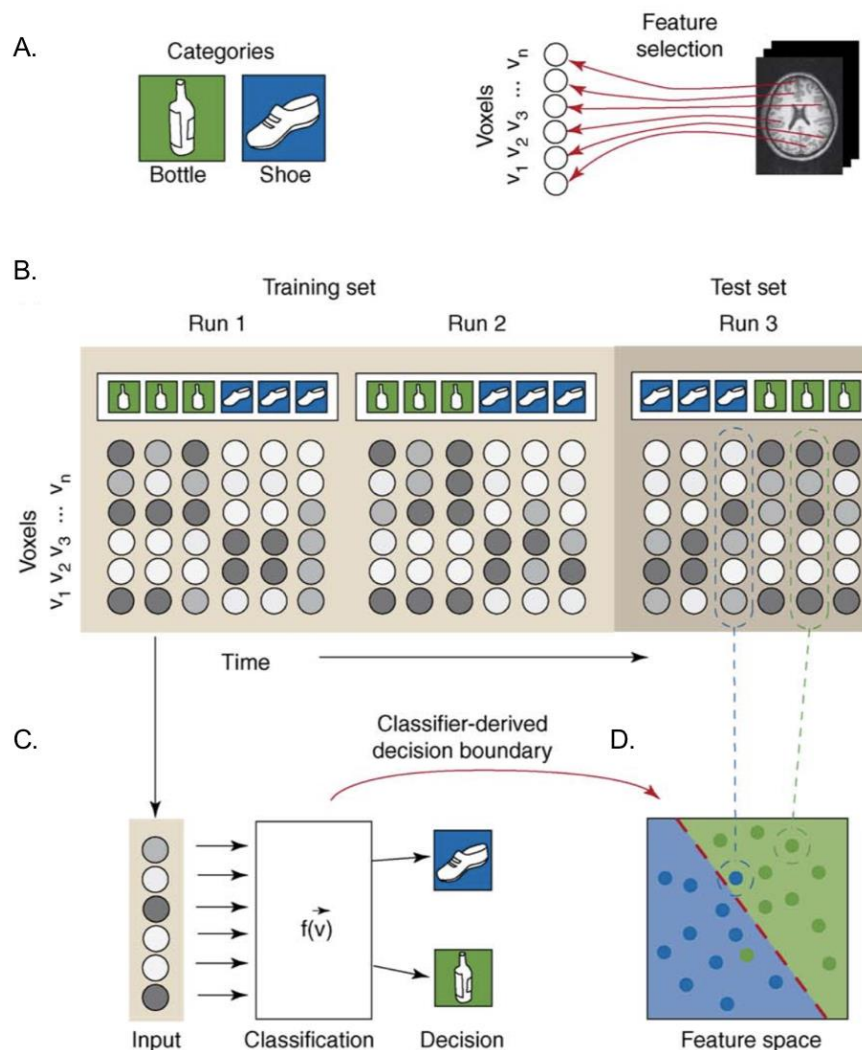 A.
Categories
Bottle
Shoe
Feature
selection
Voxels
v1 v2 v3 ... vn
B.
Training set
Test set
Run 1
Run 2
Run 3
Voxels
v1 v2 v3 ... vn
Time
C.
Classifier-derived
decision boundary
D.
f(v)
Input
Classification
Decision
Feature space